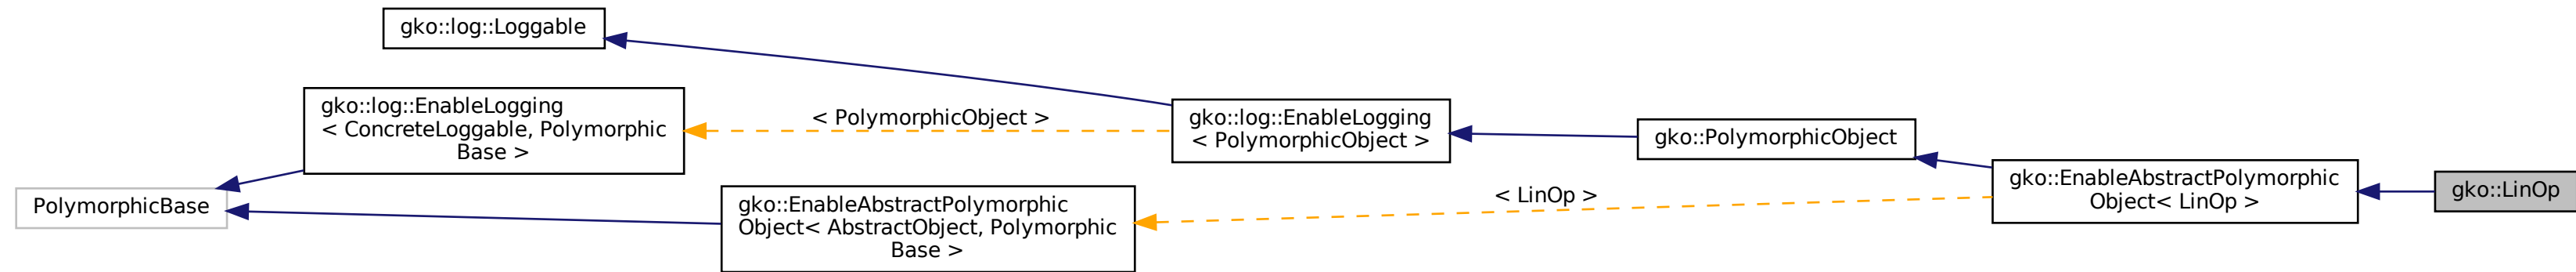 gko::log::Loggable
gko::log::EnableLogging
< ConcreteLoggable, Polymorphic
Base >
PolymorphicBase
< PolymorphicObject >
gko::log::EnableLogging
< PolymorphicObject >
gko::PolymorphicObject
gko::EnableAbstractPolymorphic
Object< AbstractObject, Polymorphic
Base >
< LinOp >
gko::EnableAbstractPolymorphic
Object< LinOp >
gko::LinOp